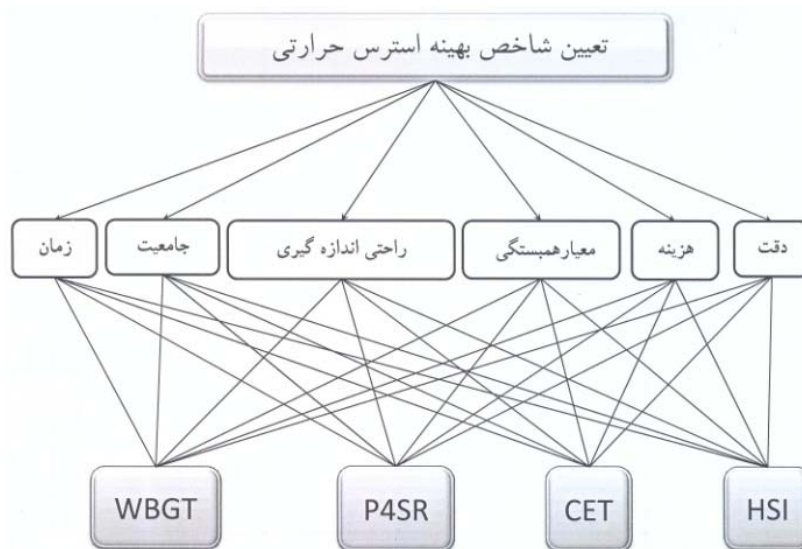 تعیین شاخص بهینه استرس حرارتی
دقت
هزینه
معیارهمبستگی
راحتی اندازه گیری
جامعیت
زمان
WBGT
P4SR
CET
HSI